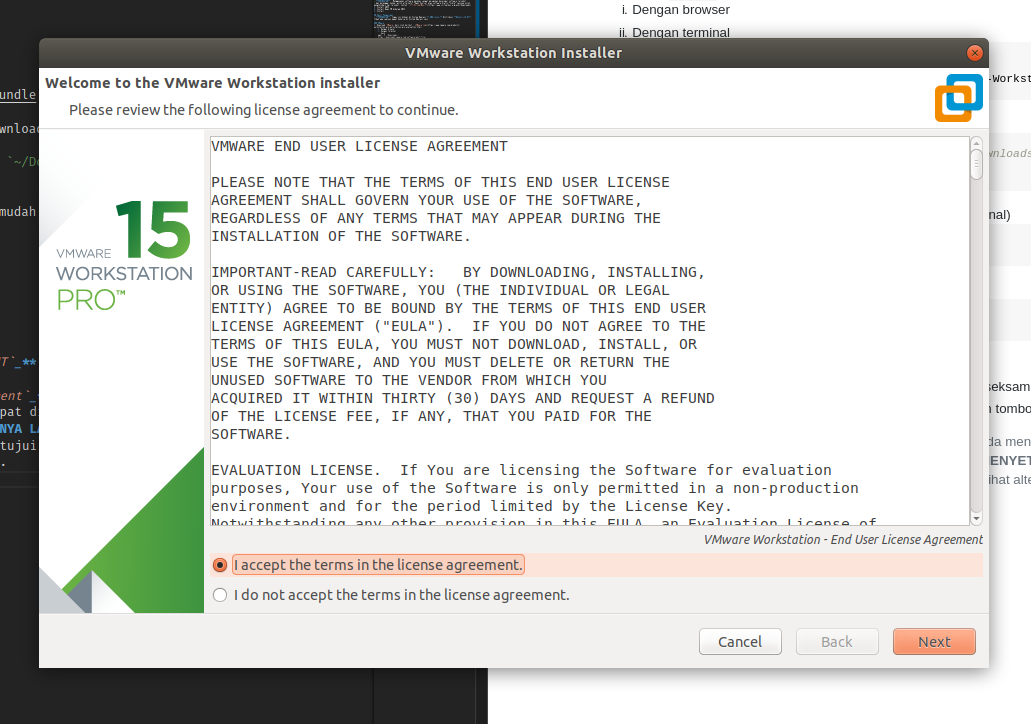 i. Dengan browser
ii. Dengan terminal
VMware Workstation Installer
Welcome to the VMware Workstation installer
Please review the following license agreement to continue.
VMWARE
15
WORKSTATION
PRO™
VMWARE END USER LICENSE AGREEMENT
PLEASE NOTE THAT THE TERMS OF THIS END USER LICENSE
AGREEMENT SHALL GOVERN YOUR USE OF THE SOFTWARE,
REGARDLESS OF ANY TERMS THAT MAY APPEAR DURING THE
INSTALLATION OF THE SOFTWARE.
IMPORTANT-READ CAREFULLY:   BY DOWNLOADING, INSTALLING,
OR USING THE SOFTWARE, YOU (THE INDIVIDUAL OR LEGAL
ENTITY) AGREE TO BE BOUND BY THE TERMS OF THIS END USER
LICENSE AGREEMENT ("EULA").  IF YOU DO NOT AGREE TO THE
TERMS OF THIS EULA, YOU MUST NOT DOWNLOAD, INSTALL, OR
USE THE SOFTWARE, AND YOU MUST DELETE OR RETURN THE
UNUSED SOFTWARE TO THE VENDOR FROM WHICH YOU
ACQUIRED IT WITHIN THIRTY (30) DAYS AND REQUEST A REFUND
OF THE LICENSE FEE, IF ANY, THAT YOU PAID FOR THE
SOFTWARE.
EVALUATION LICENSE.  If You are licensing the Software for evaluation
purposes, Your use of the Software is only permitted in a non-production
environment and for the period limited by the License Key.
Notwithstanding any other provision in this EULA, an Evaluation License of
VMware Workstation - End User License Agreement
I accept the terms in the license agreement.
I do not accept the terms in the license agreement.
Cancel
Back
Next
undle
wnload
`~/Do
mudah
T`_**
ent`_
pat d
NYA LA
tujui
-Workst
wnloads
nal)
seksam
n tombo
da men
ENYET
ihat alte